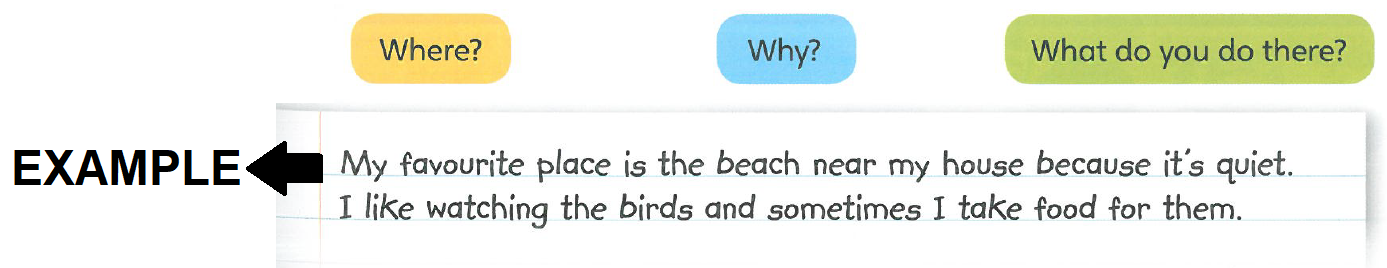 Where? Why? What do you do there?
EXAMPLE
My favourite place is the beach near my house because it's quiet.
I like watching the birds and sometimes I take food for them.